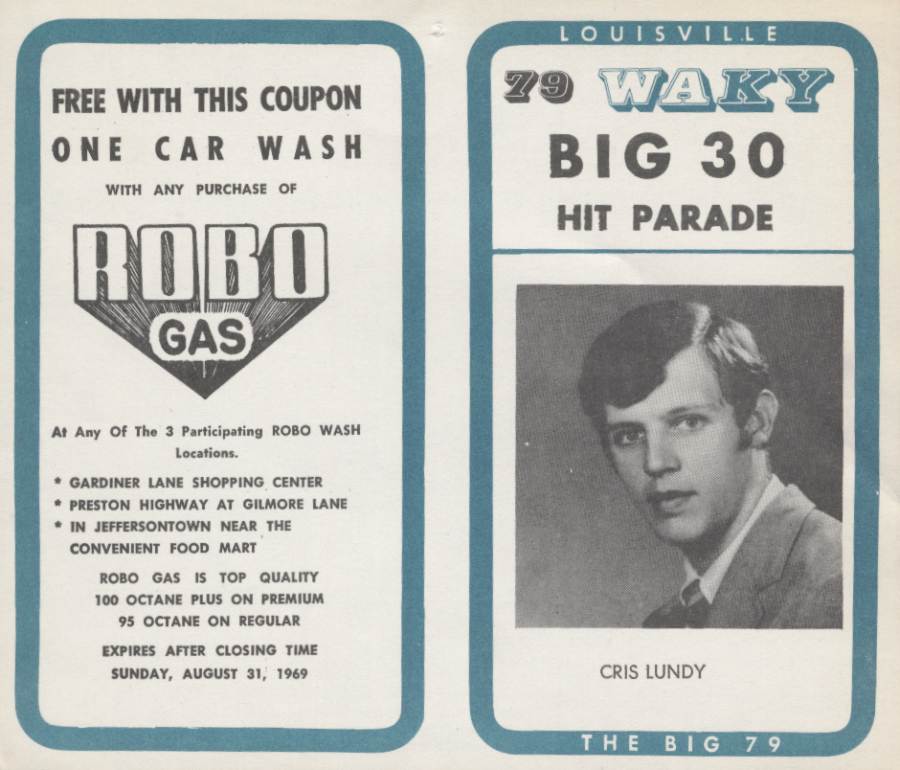 FREE WITH THIS COUPON
ONE CAR WASH
WITH ANY PURCHASE OF
ROBO
GAS
At Any Of The 3 Participating ROBO WASH
Locations.
* GARDINER LANE SHOPPING CENTER
* PRESTON HIGHWAY AT GILMORE LANE
* IN JEFFERSONTOWN NEAR THE
CONVENIENT FOOD MART
ROBO GAS IS TOP QUALITY
100 OCTANE PLUS ON PREMIUM
95 OCTANE ON REGULAR
EXPIRES AFTER CLOSING TIME
SUNDAY, AUGUST 31, 1969
LOUISVILLE
79 WAKY
BIG 30
HIT PARADE
CRIS LUNDY
THE BIG 79